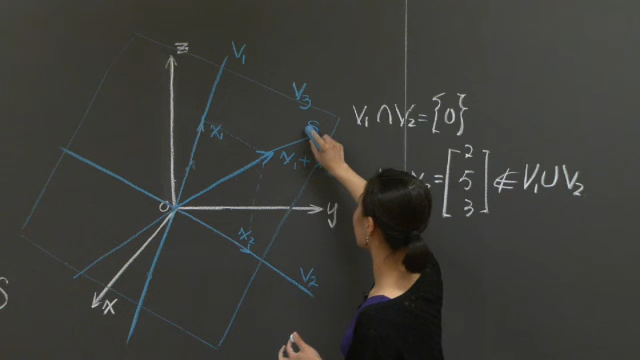 z
V₁
V₃
x₁
V₁ ∩ V₂ = {0}
x₁ +
= [2 5 3] ∉ V₁ ∪ V₂
0
y
x₂
V₂
x
S